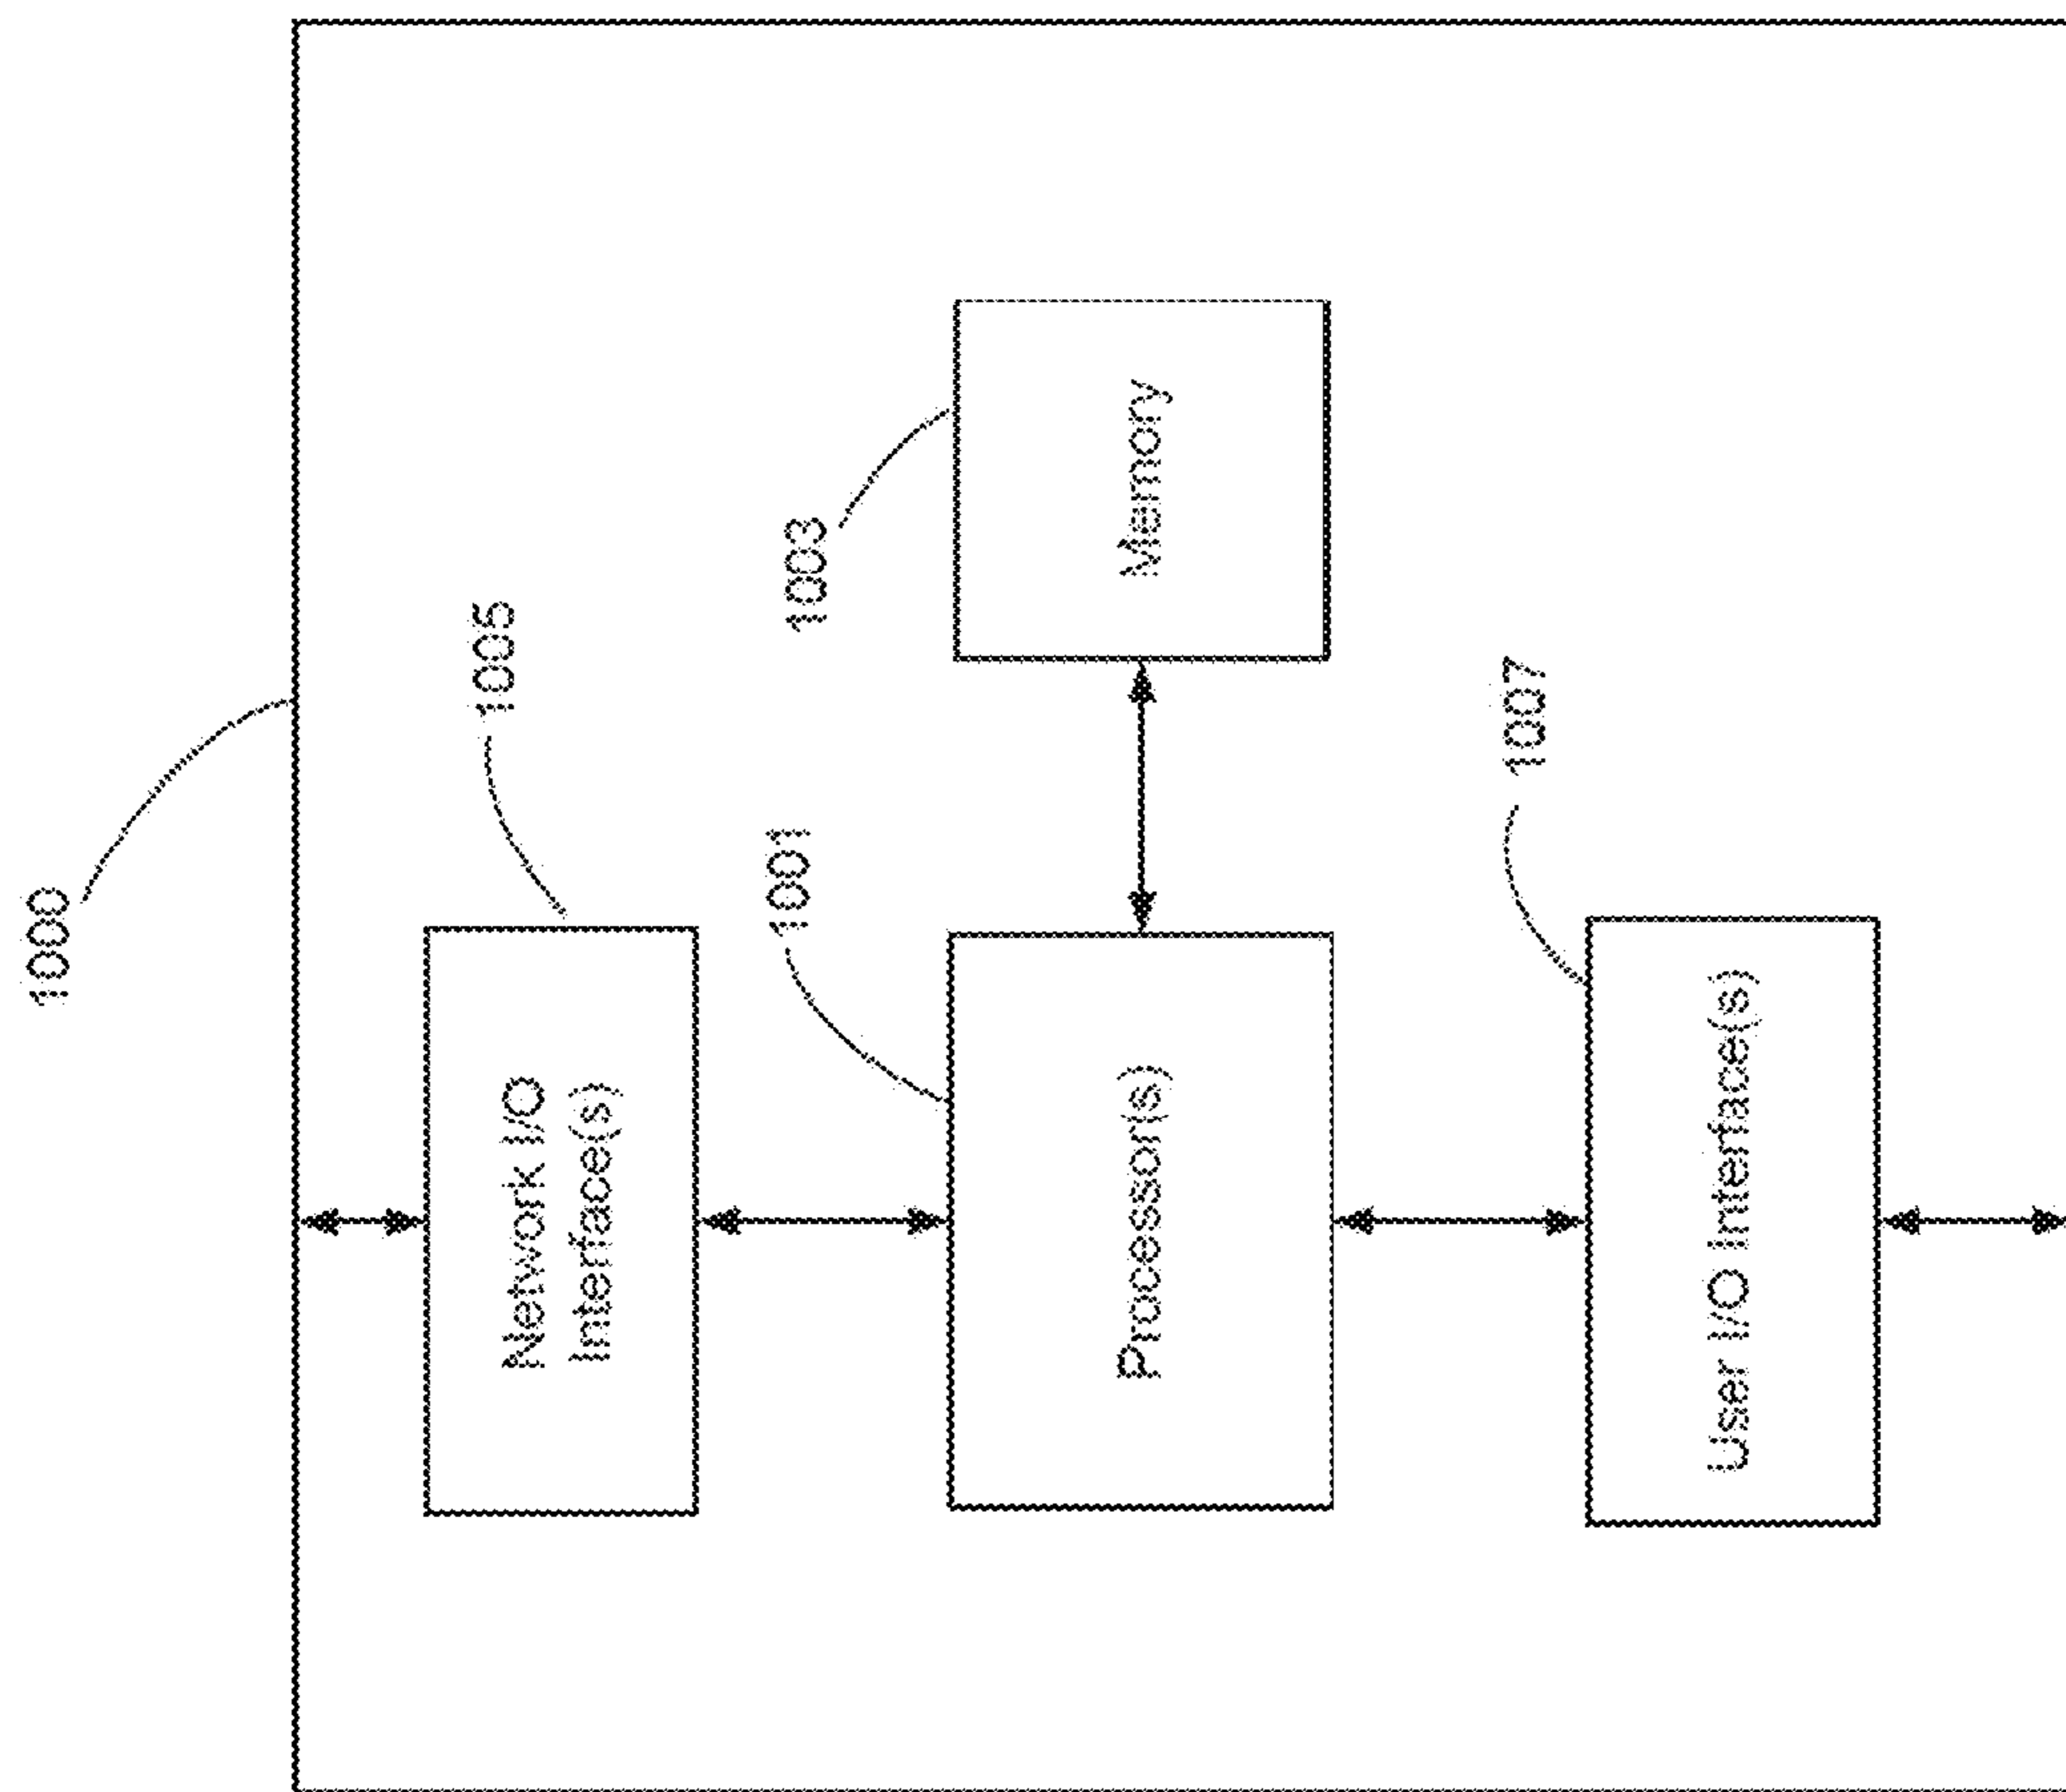 1000
1005
Network I/O
Interface(s)
1001
Processor(s)
1003
Memory
1007
User I/O Interface(s)